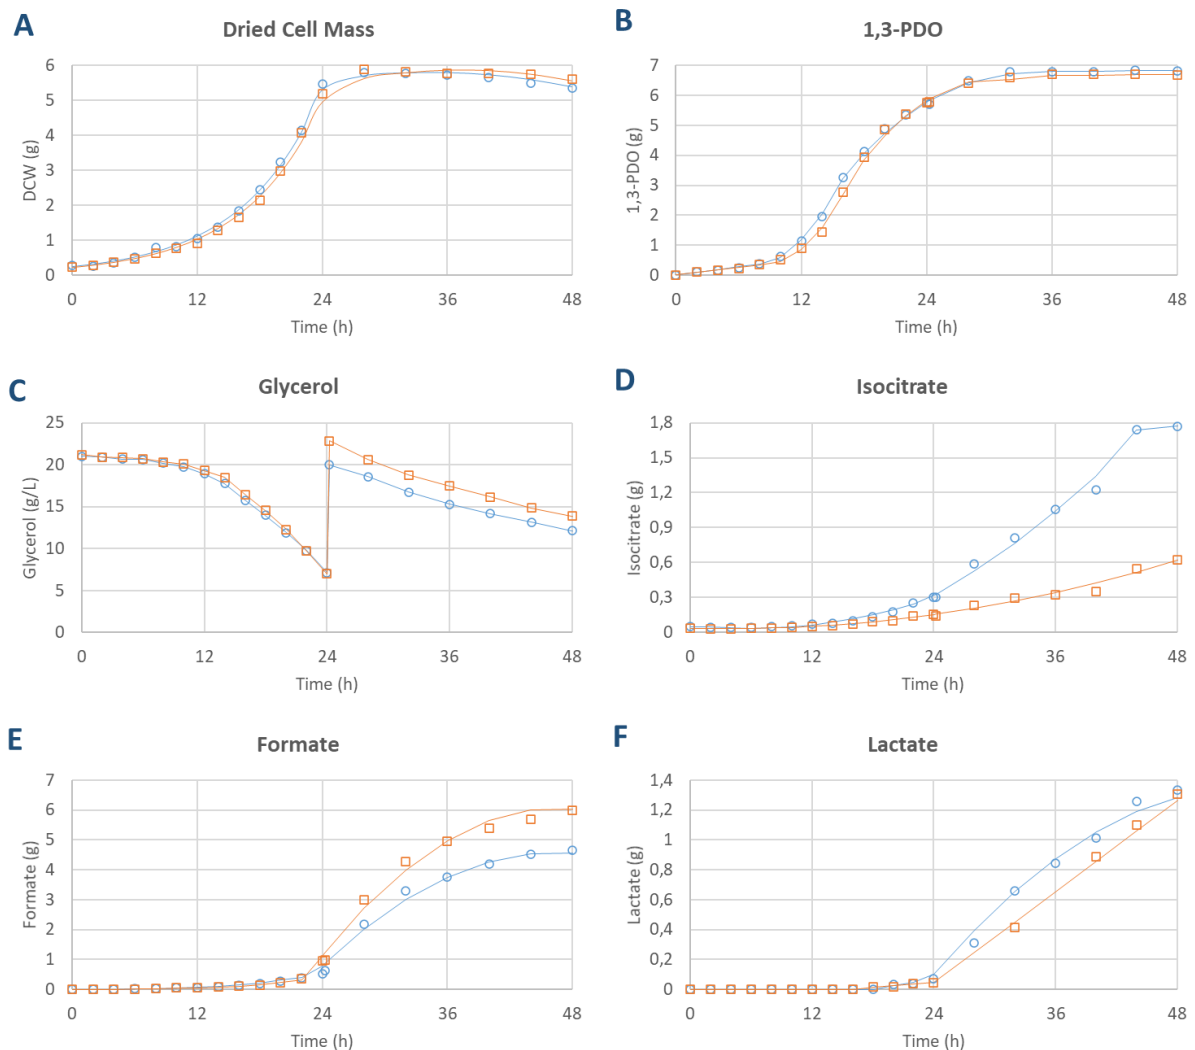 A
Dried Cell Mass
DCW (g)
6
5
4
3
2
1
0
0 12 24 36 48
Time (h)
B
1,3-PDO
1,3-PDO (g)
7
6
5
4
3
2
1
0
0 12 24 36 48
Time (h)
C
Glycerol
Glycerol (g/L)
25
20
15
10
5
0
0 12 24 36 48
Time (h)
D
Isocitrate
Isocitrate (g)
1,8
1,5
1,2
0,9
0,6
0,3
0
0 12 24 36 48
Time (h)
E
Formate
Formate (g)
7
6
5
4
3
2
1
0
0 12 24 36 48
Time (h)
F
Lactate
Lactate (g)
1,4
1,2
1
0,8
0,6
0,4
0,2
0
0 12 24 36 48
Time (h)